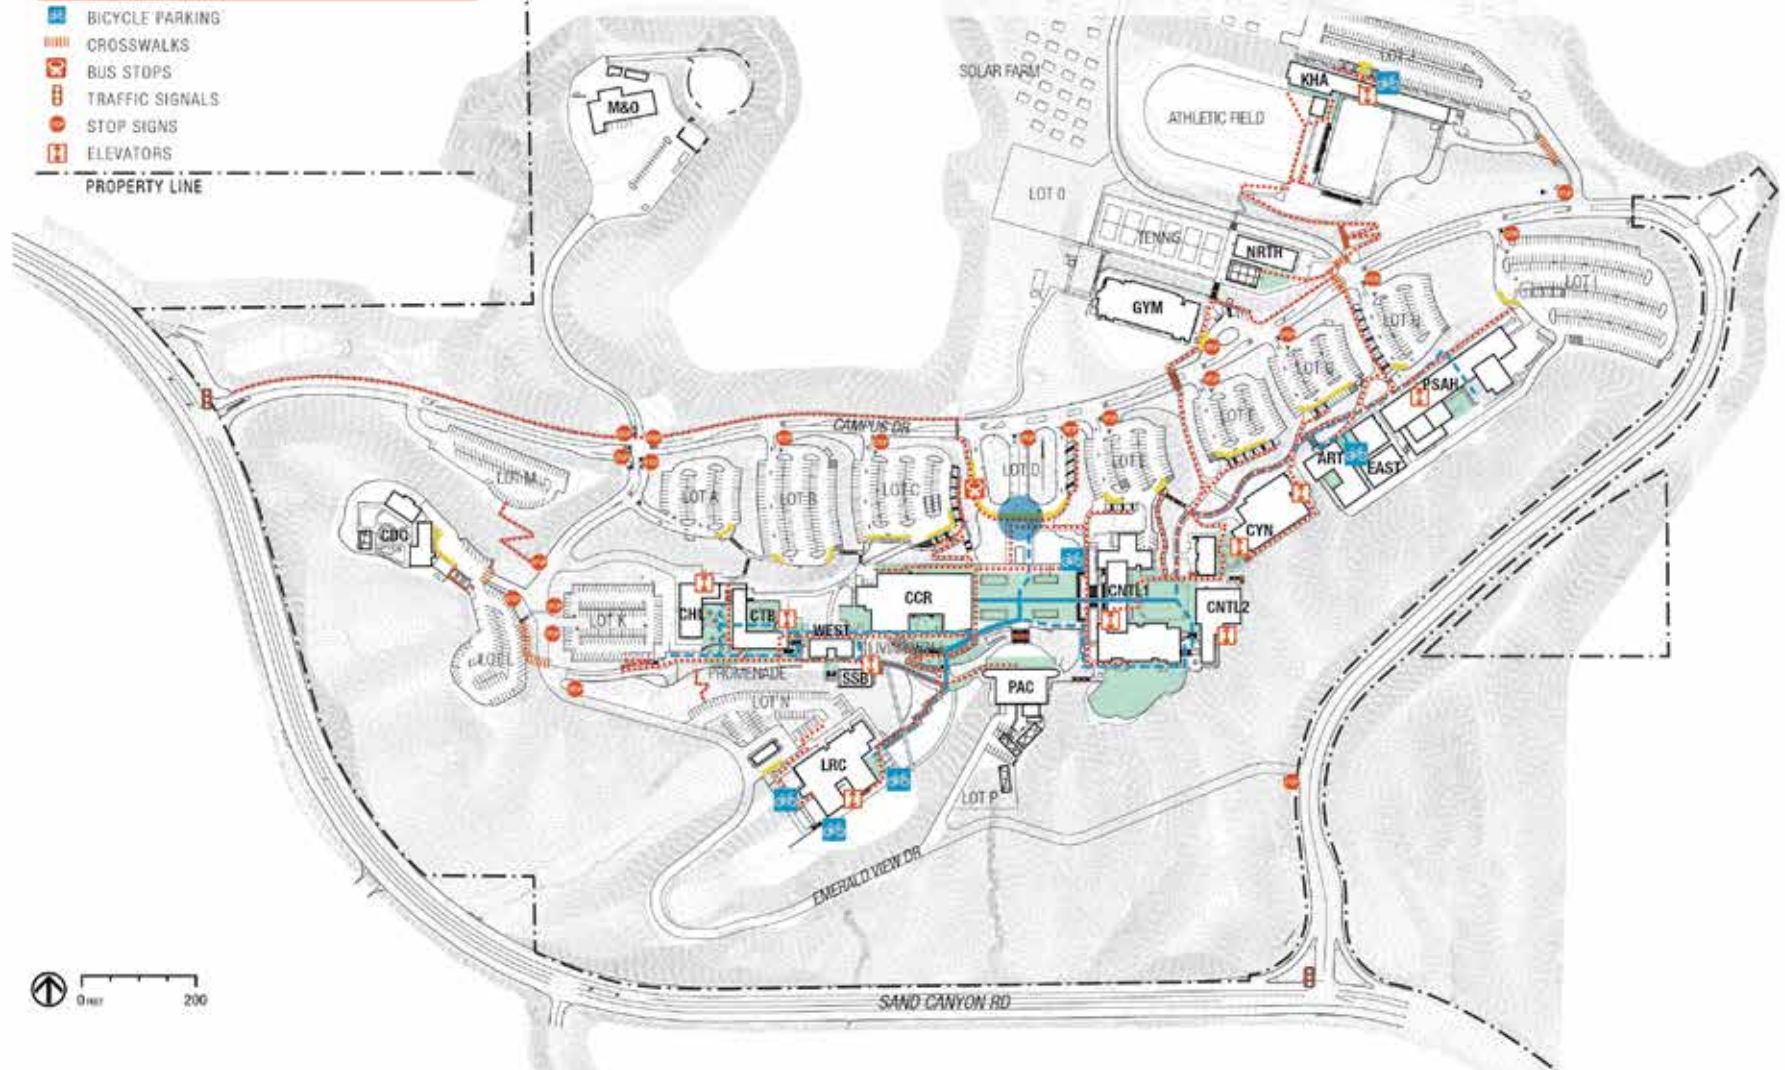 BICYCLE PARKING
CROSSWALKS
BUS STOPS
TRAFFIC SIGNALS
STOP SIGNS
ELEVATORS
PROPERTY LINE
M&O
SOLAR FARM
LOT J
KHA
ATHLETIC FIELD
LOT O
TENNIS
NRTH
GYM
LOT I
LOT H
LOT G
PSAH
LOT F
CAMPUS DR
LOT M
LOT A
LOT B
LOT C
LOT D
LOT E
ART
EAST
CDC
CYN
LOT K
CHL
CTB
CCR
CNTL1
CNTL2
WEST
LOT L
PROMENADE
SSB
PAC
LOT N
LRC
LOT P
EMERALD VIEW DR
0 FEET 200
SAND CANYON RD